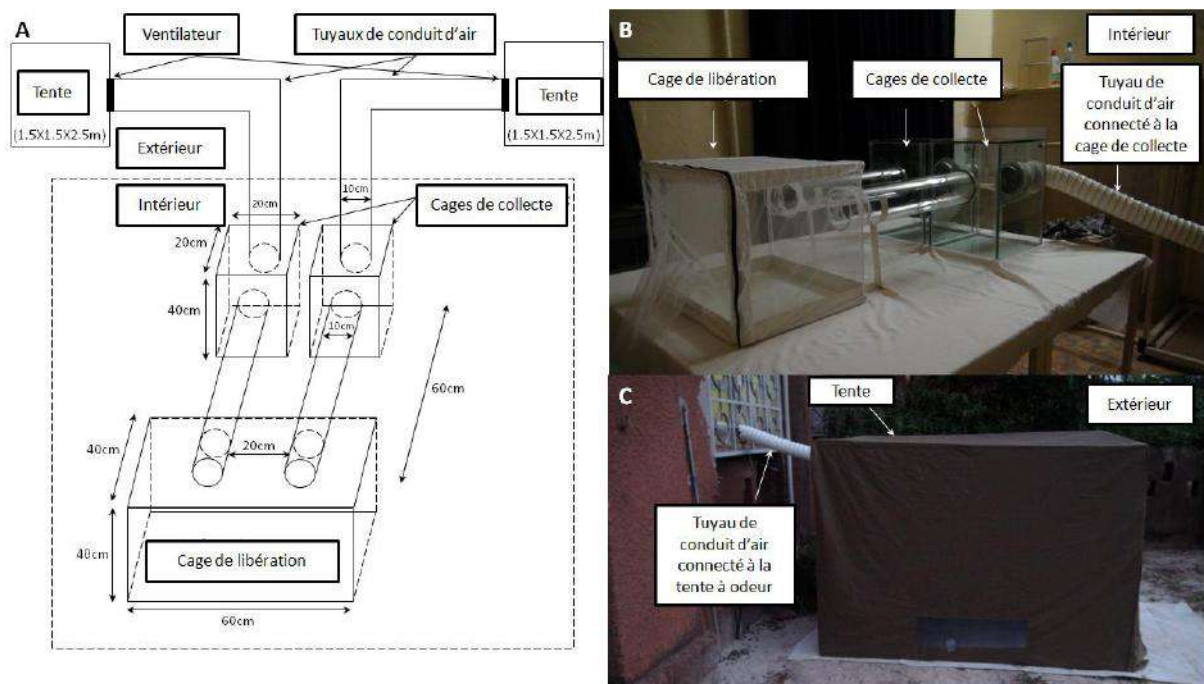 A
Ventilateur
Tuyaux de conduit d'air
Tente
(1.5X1.5X2.5m)
Tente
(1.5X1.5X2.5m)
Extérieur
Intérieur
20cm
10cm
Cages de collecte
20cm
40cm
10cm
60cm
40cm
20cm
40cm
Cage de libération
60cm
B
Intérieur
Cage de libération
Cages de collecte
Tuyau de
conduit d'air
connecté à la
cage de collecte
C
Tente
Extérieur
Tuyau de
conduit d'air
connecté à la
tente à odeur